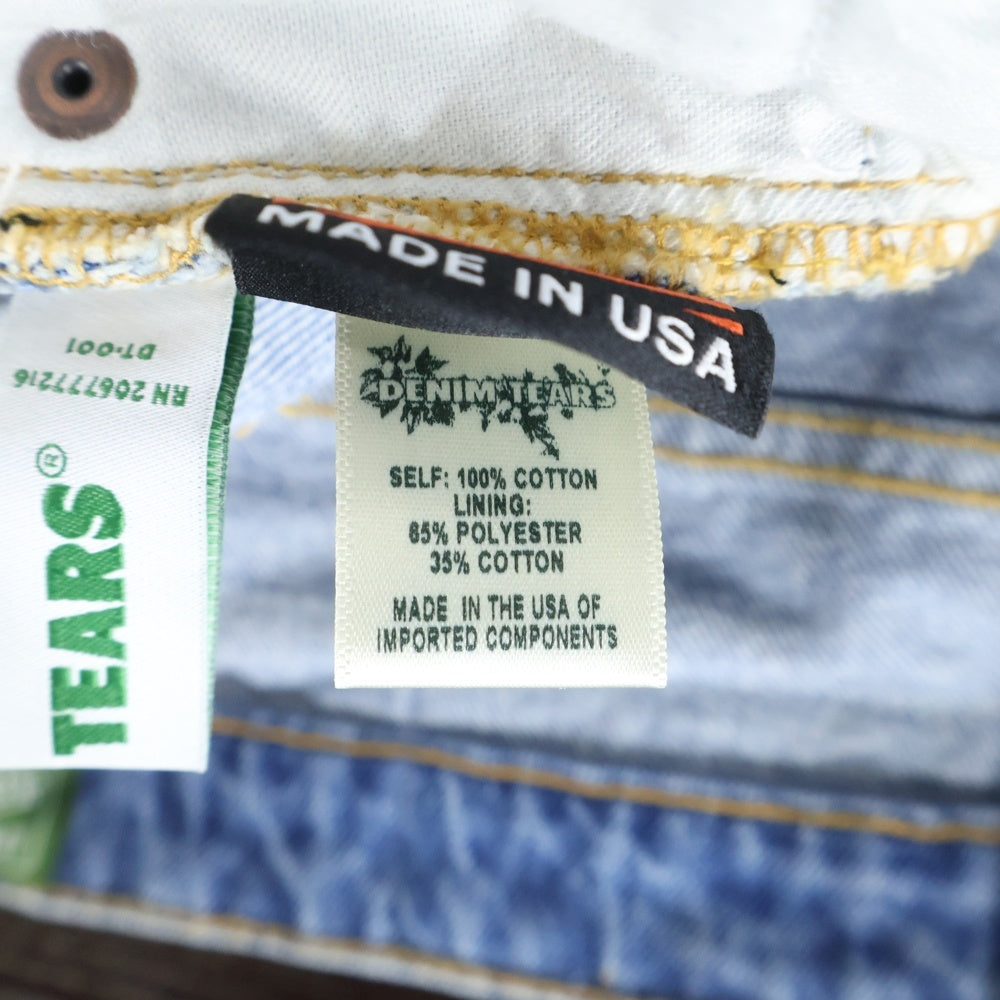 MADE IN USA
DT-001
RN 206777216
TEARS®
DENIM TEARS
SELF: 100% COTTON
LINING:
65% POLYESTER
35% COTTON
MADE IN THE USA OF
IMPORTED COMPONENTS